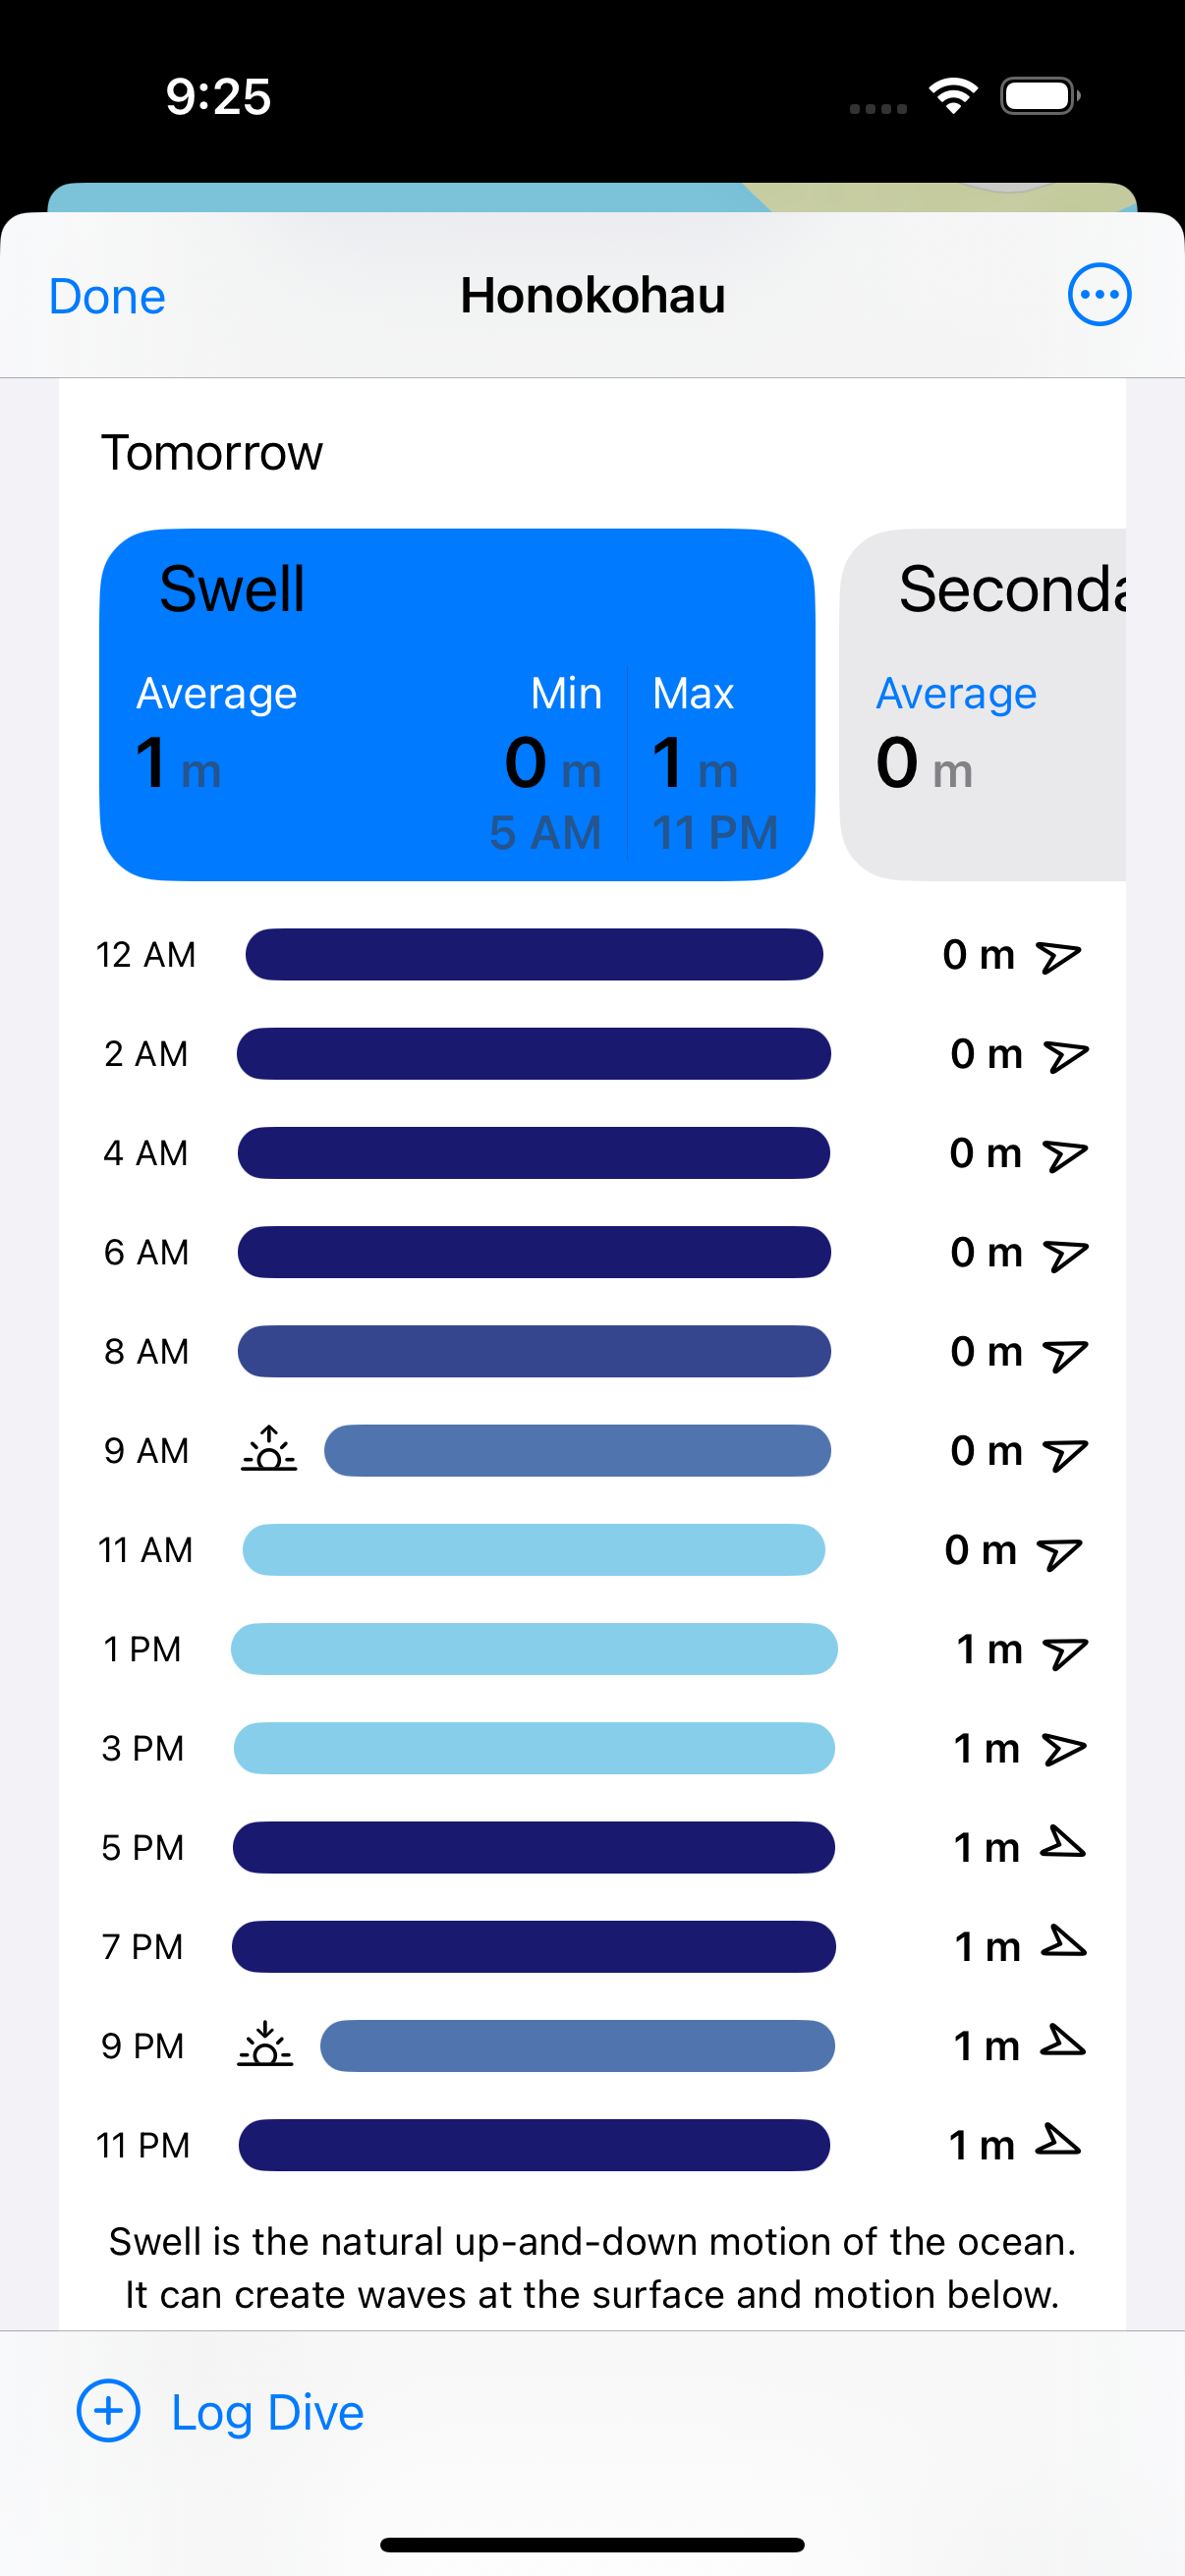 9:25
Done
Honokohau
Tomorrow
Swell
Average
Min
Max
1 m
0 m
1 m
5 AM
11 PM
Average
0 m
12 AM 0 m
2 AM 0 m
4 AM 0 m
6 AM 0 m
8 AM 0 m
9 AM 0 m
11 AM 0 m
1 PM 1 m
3 PM 1 m
5 PM 1 m
7 PM 1 m
9 PM 1 m
11 PM 1 m
Swell is the natural up-and-down motion of the ocean.
It can create waves at the surface and motion below.
Log Dive